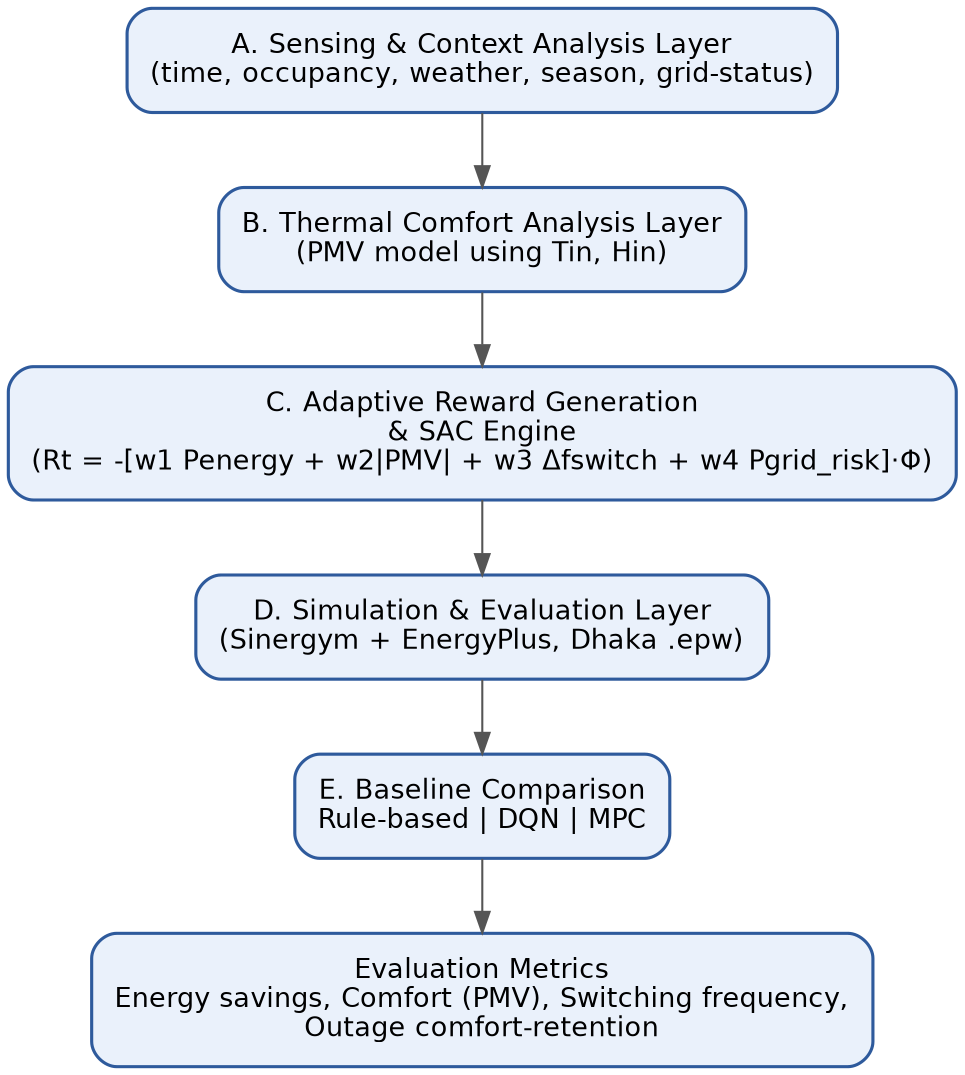 A. Sensing & Context Analysis Layer
(time, occupancy, weather, season, grid-status)
B. Thermal Comfort Analysis Layer
(PMV model using Tin, Hin)
C. Adaptive Reward Generation
& SAC Engine
(Rt = -[w1 Penergy + w2|PMV| + w3 Δfswitch + w4 Pgrid_risk]·Φ)
D. Simulation & Evaluation Layer
(Sinergym + EnergyPlus, Dhaka .epw)
E. Baseline Comparison
Rule-based | DQN | MPC
Evaluation Metrics
Energy savings, Comfort (PMV), Switching frequency,
Outage comfort-retention